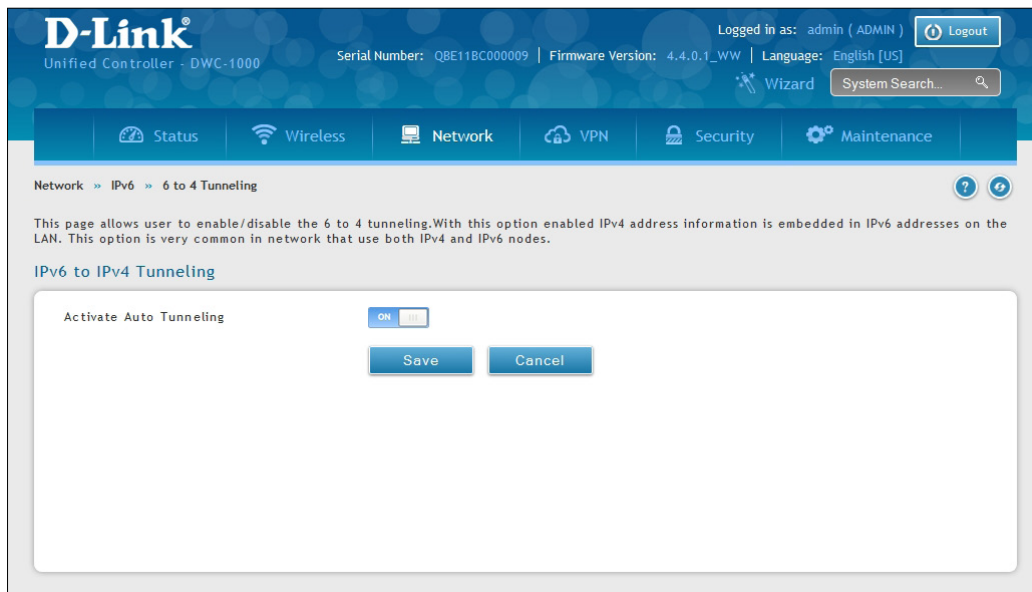 D-Link®
Unified Controller - DWC-1000
Logged in as: admin ( ADMIN )
Logout
Serial Number: QBE11BC000009 | Firmware Version: 4.4.0.1_WW | Language: English [US]
Wizard
System Search...
Status
Wireless
Network
VPN
Security
Maintenance
Network » IPv6 » 6 to 4 Tunneling
?
This page allows user to enable/disable the 6 to 4 tunneling.With this option enabled IPv4 address information is embedded in IPv6 addresses on the
LAN. This option is very common in network that use both IPv4 and IPv6 nodes.
IPv6 to IPv4 Tunneling
Activate Auto Tunneling
ON
Save
Cancel